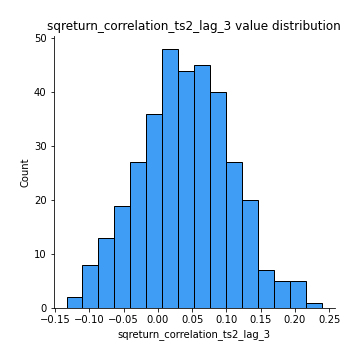 sqreturn_correlation_ts2_lag_3 value distribution
50
40
30
20
10
0
Count
−0.15 −0.10 −0.05 0.00 0.05 0.10 0.15 0.20 0.25
sqreturn_correlation_ts2_lag_3